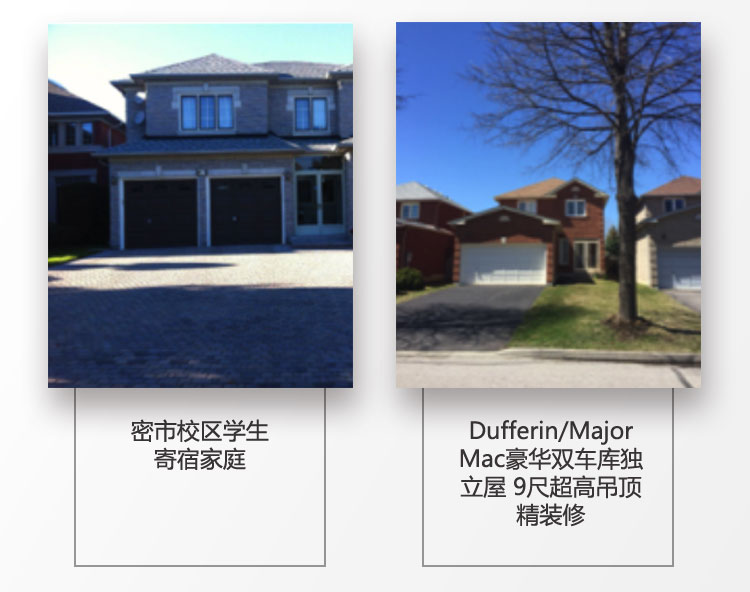 密市校区学生
寄宿家庭
Dufferin/Major
Mac豪华双车库独
立屋 9尺超高吊顶
精装修